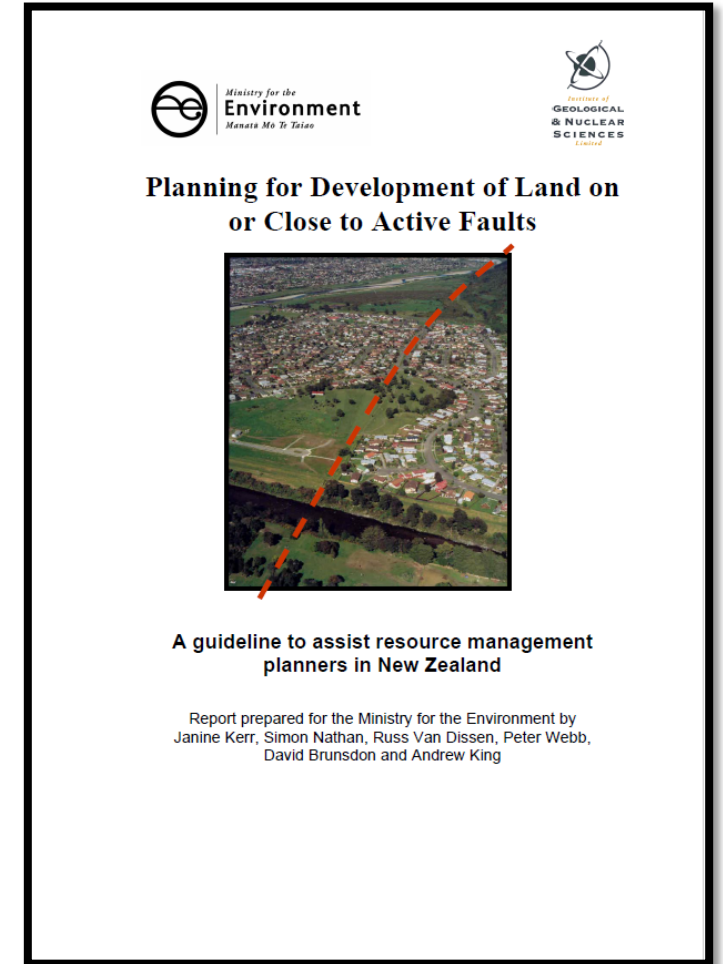 Ministry for the
Environment
Manatū Mō Te Taiao
Institute of
GEOLOGICAL
& NUCLEAR
SCIENCES
Limited
Planning for Development of Land on
or Close to Active Faults
A guideline to assist resource management
planners in New Zealand
Report prepared for the Ministry for the Environment by
Janine Kerr, Simon Nathan, Russ Van Dissen, Peter Webb,
David Brunsdon and Andrew King